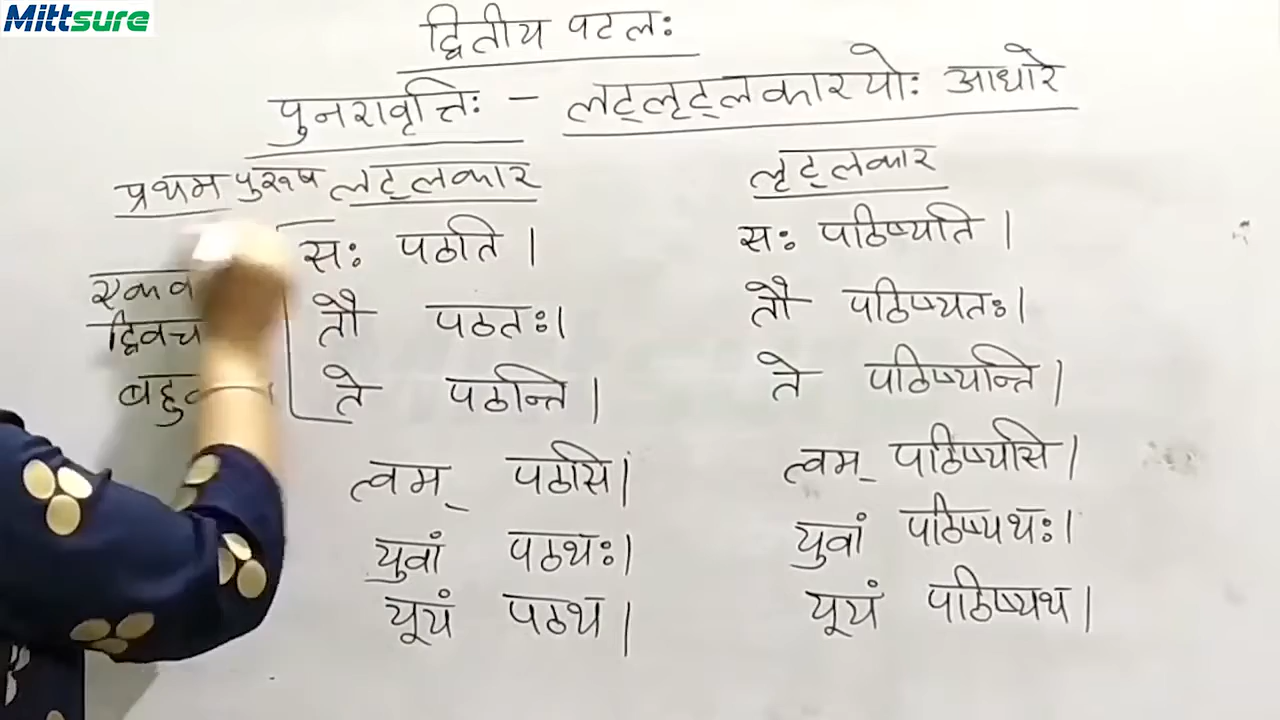 Mittsure
द्वितीय पटलः
पुनरावृत्तिः - लट्लृट्लकारयोः आधारे
प्रथम पुरूष लट्लकार लृट्लकार
सः पठति । सः पठिष्यति ।
तौ पठतः। तौ पठिष्यतः।
ते पठन्ति । ते पठिष्यन्ति ।
त्वम् पठसि। त्वम् पठिष्यसि ।
युवां पठथः। युवां पठिष्यथः।
यूयं पठथ । यूयं पठिष्यथ ।